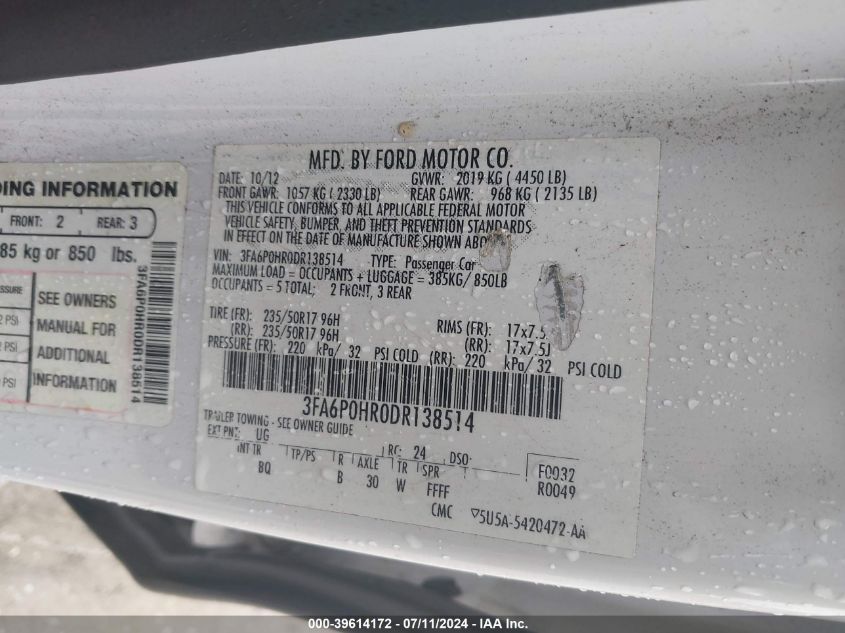 DING INFORMATION
FRONT: 2 REAR: 3
85 kg or 850 lbs.
SSURE
PSI
PSI
PSI
SEE OWNERS
MANUAL FOR
ADDITIONAL
INFORMATION
3FA6P0HR0DR138514
MFD. BY FORD MOTOR CO.
DATE: 10/12 GVWR: 2019 KG ( 4450 LB)
FRONT GAWR: 1057 KG ( 2330 LB) REAR GAWR: 968 KG ( 2135 LB)
THIS VEHICLE CONFORMS TO ALL APPLICABLE FEDERAL MOTOR
VEHICLE SAFETY, BUMPER, AND THEFT PREVENTION STANDARDS
IN EFFECT ON THE DATE OF MANUFACTURE SHOWN ABOVE
VIN: 3FA6P0HR0DR138514 TYPE: Passenger Car
MAXIMUM LOAD = OCCUPANTS + LUGGAGE = 385KG/ 850LB
OCCUPANTS = 5 TOTAL; 2 FRONT, 3 REAR
TIRE (FR): 235/50R17 96H RIMS (FR): 17x7.5
(RR): 235/50R17 96H (RR): 17x7.5J
PRESSURE (FR): 220 kPa/ 32 PSI COLD (RR): 220 kPa/ 32 PSI COLD
3FA6P0HR0DR138514
TRAILER TOWING - SEE OWNER GUIDE
EXT PNT: UG RC: 24 DSO:
INT TR TP/PS R AXLE TR SPR
BQ B 30 W FFFF
F0032
R0049
CMC ▽5U5A-5420472-AA
000-39614172 - 07/11/2024 - IAA Inc.